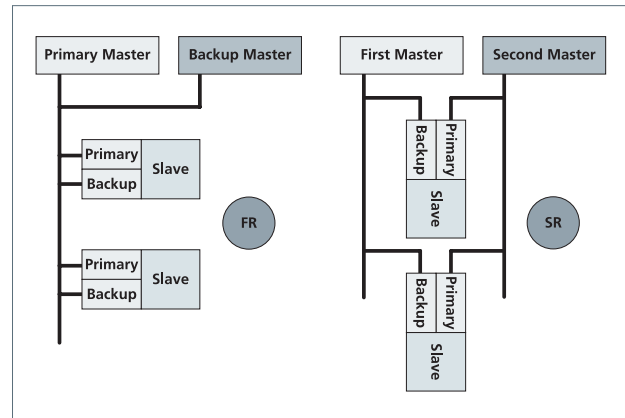 Primary Master
Backup Master
Primary
Backup
Slave
FR
Primary
Backup
Slave
First Master
Second Master
Backup
Primary
Slave
SR
Backup
Primary
Slave